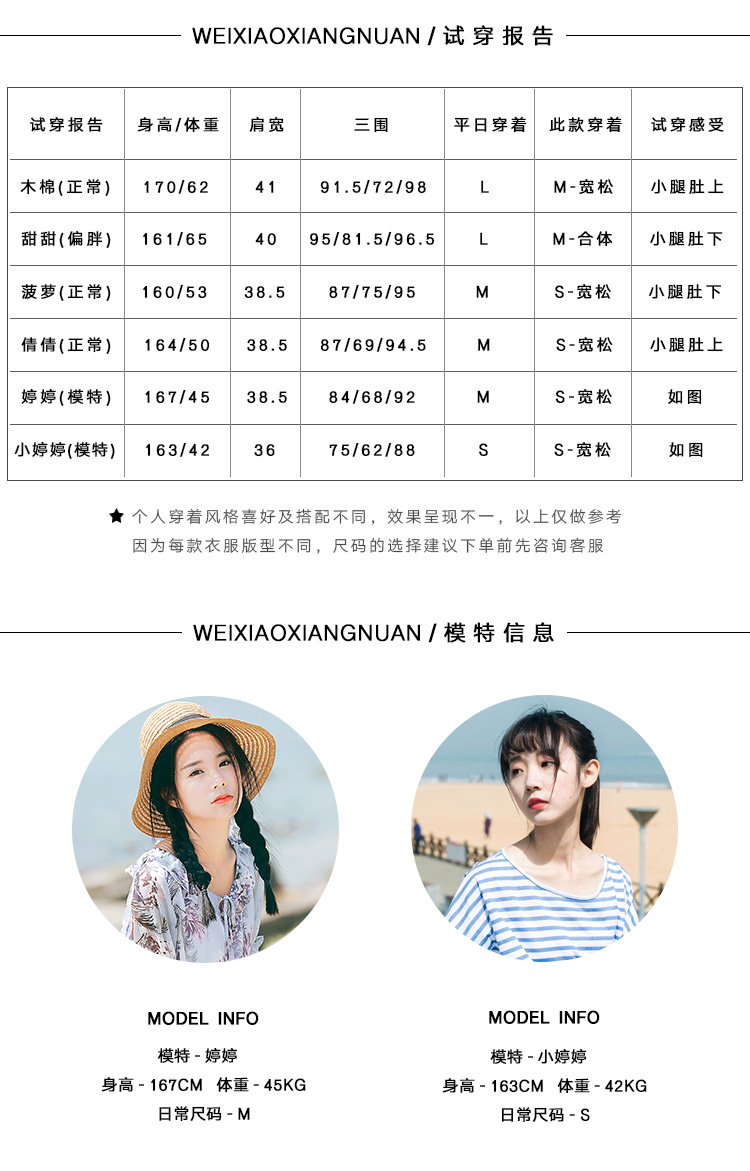 WEIXIAOXIANGNUAN / 试穿报告
试穿报告 身高/体重 肩宽 三围 平日穿着 此款穿着 试穿感受
木棉(正常) 170/62 41 91.5/72/98 L M-宽松 小腿肚上
甜甜(偏胖) 161/65 40 95/81.5/96.5 L M-合体 小腿肚下
菠萝(正常) 160/53 38.5 87/75/95 M S-宽松 小腿肚下
倩倩(正常) 164/50 38.5 87/69/94.5 M S-宽松 小腿肚上
婷婷(模特) 167/45 38.5 84/68/92 M S-宽松 如图
小婷婷(模特) 163/42 36 75/62/88 S S-宽松 如图
★ 个人穿着风格喜好及搭配不同，效果呈现不一，以上仅做参考
因为每款衣服版型不同，尺码的选择建议下单前先咨询客服
WEIXIAOXIANGNUAN / 模特信息
MODEL INFO
模特 - 婷婷
身高 - 167CM 体重 - 45KG
日常尺码 - M
MODEL INFO
模特 - 小婷婷
身高 - 163CM 体重 - 42KG
日常尺码 - S